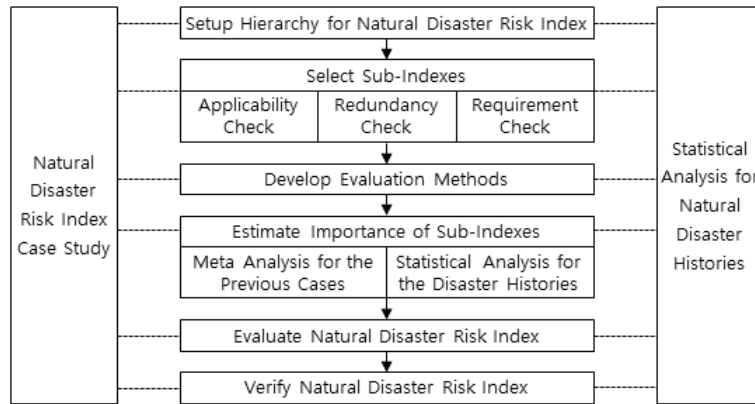 Setup Hierarchy for Natural Disaster Risk Index
Select Sub-Indexes
Applicability
Check
Redundancy
Check
Requirement
Check
Natural
Disaster
Risk Index
Case Study
Develop Evaluation Methods
Statistical
Analysis for
Natural
Disaster
Histories
Estimate Importance of Sub-Indexes
Meta Analysis for the
Previous Cases
Statistical Analysis for
the Disaster Histories
Evaluate Natural Disaster Risk Index
Verify Natural Disaster Risk Index